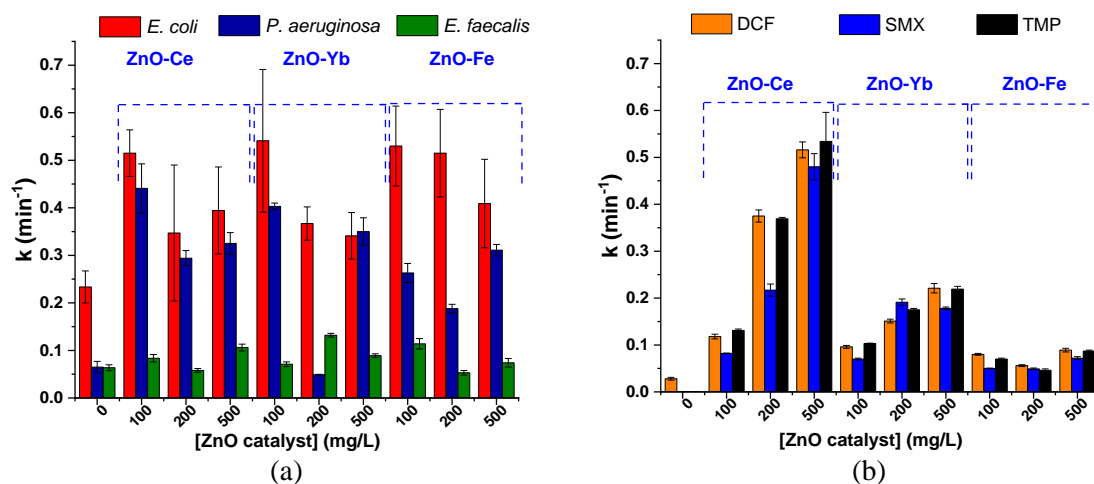 E. coli P. aeruginosa E. faecalis
ZnO-Ce ZnO-Yb ZnO-Fe
0.7
0.6
0.5
0.4
0.3
0.2
0.1
0.0
k (min⁻¹)
0 100 200 500 100 200 500 100 200 500
[ZnO catalyst] (mg/L)
(a)
DCF SMX TMP
ZnO-Ce ZnO-Yb ZnO-Fe
0.7
0.6
0.5
0.4
0.3
0.2
0.1
0.0
k (min⁻¹)
0 100 200 500 100 200 500 100 200 500
[ZnO catalyst] (mg/L)
(b)